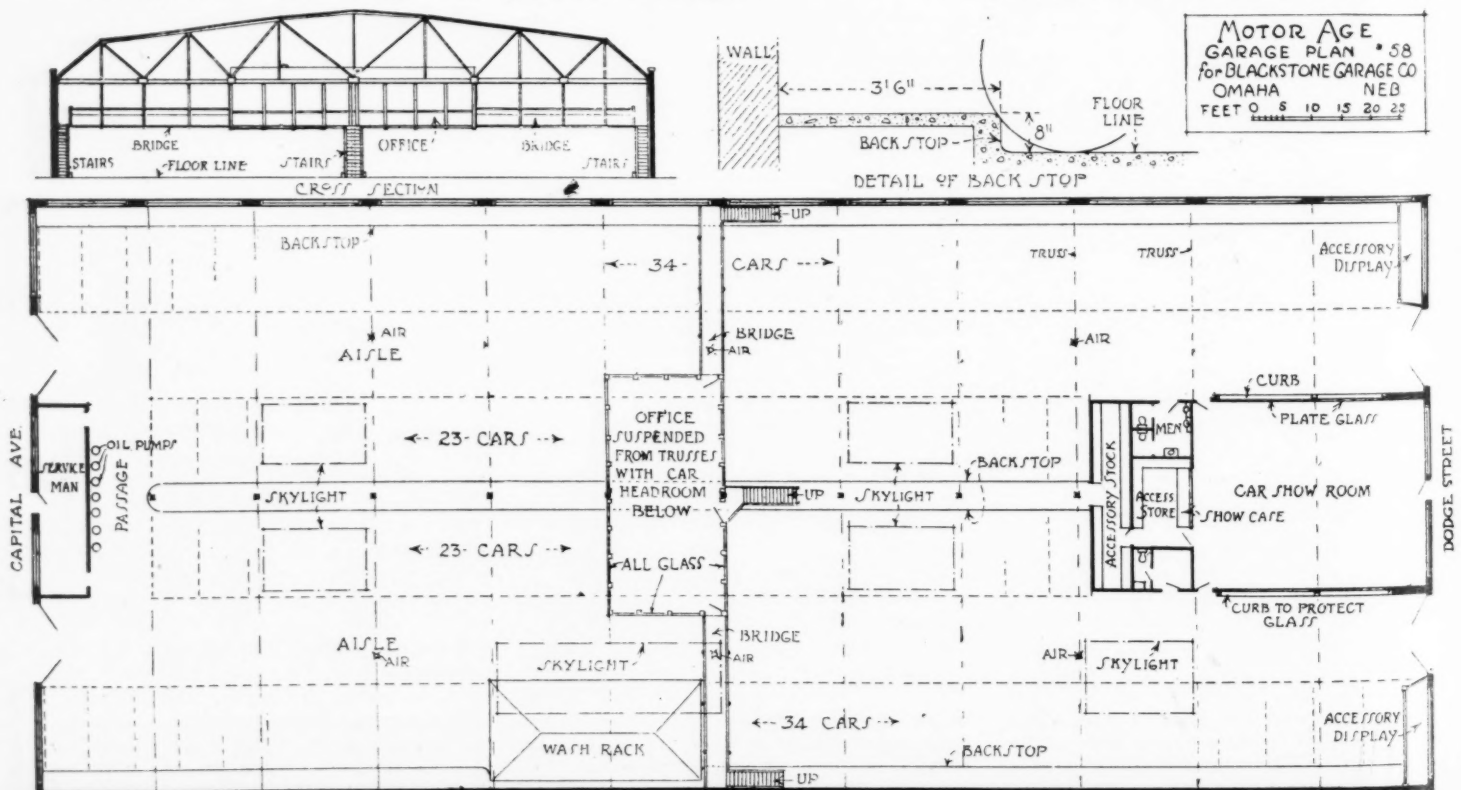 MOTOR AGE
GARAGE PLAN #58
for BLACKSTONE GARAGE CO
OMAHA NEB
FEET 0 5 10 15 20 25
WALL
3'6"
8"
FLOOR
LINE
BACK STOP
DETAIL OF BACK STOP
STAIRS
BRIDGE
FLOOR LINE
STAIRS
OFFICE
BRIDGE
STAIRS
CROSS SECTION
UP
BACKSTOP
34
CARS
TRUSS
TRUSS
ACCESSORY
DISPLAY
AIR
AISLE
BRIDGE
AIR
AIR
CURB
PLATE GLASS
CAPITAL AVE.
SERVICE
MAN
OIL PUMPS
PASSAGE
23 CARS
SKYLIGHT
23 CARS
OFFICE
SUSPENDED
FROM TRUSSES
WITH CAR
HEADROOM
BELOW
ALL GLASS
UP
SKYLIGHT
BACKSTOP
ACCESSORY STOCK
MEN
ACCESS
STORE
SHOW CASE
CAR SHOW ROOM
DODGE STREET
CURB TO PROTECT
GLASS
AISLE
AIR
SKYLIGHT
BRIDGE
AIR
AIR
SKYLIGHT
WASH RACK
34 CARS
BACKSTOP
UP
ACCESSORY
DISPLAY